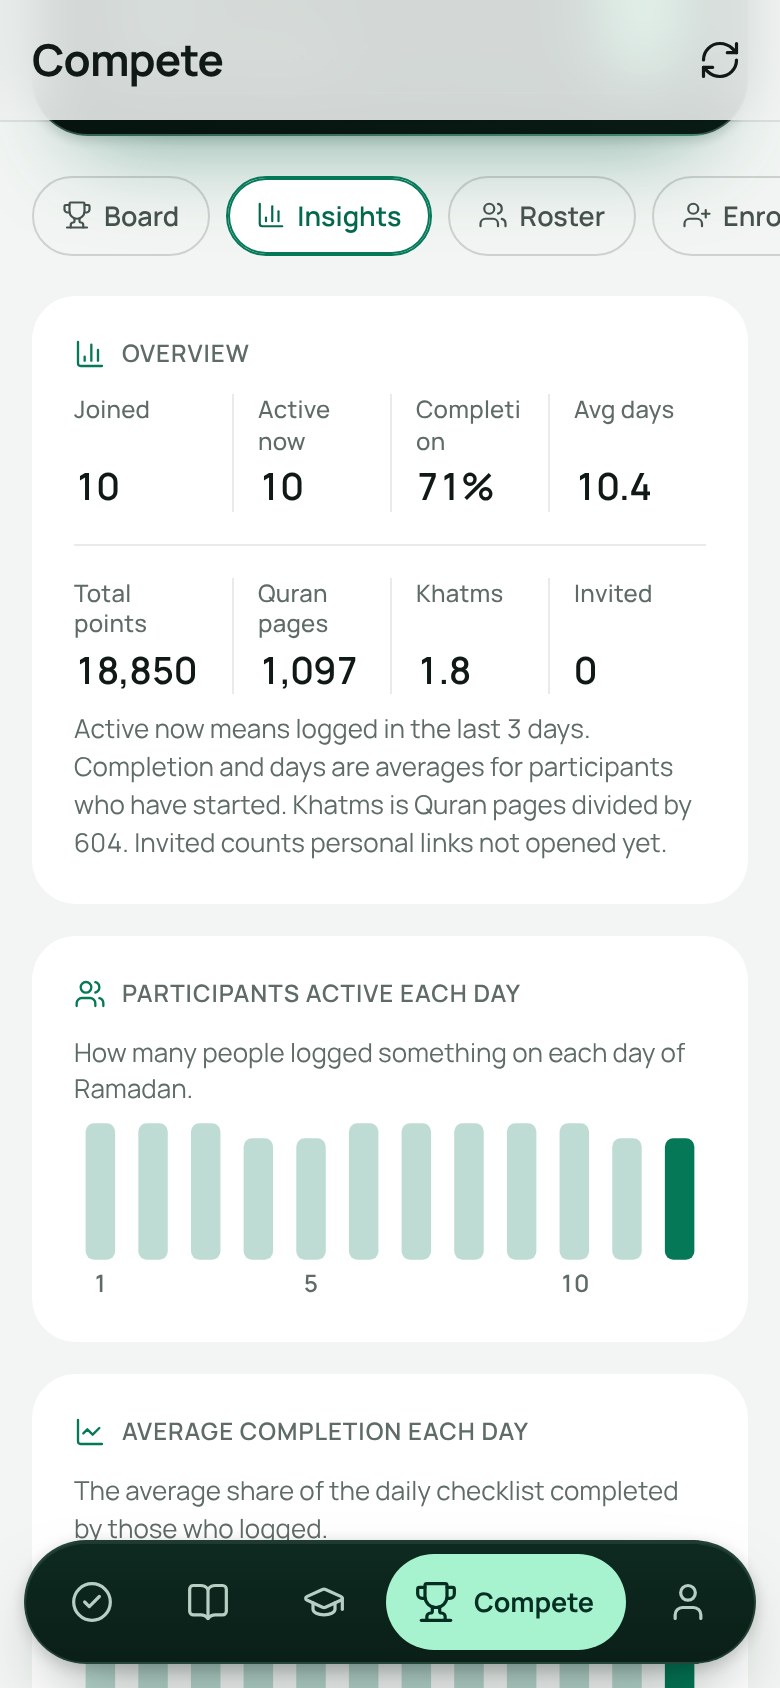 Compete
Board
Insights
Roster
Enro
OVERVIEW
Joined
10
Active
now
10
Completi
on
71%
Avg days
10.4
Total
points
18,850
Quran
pages
1,097
Khatms
1.8
Invited
0
Active now means logged in the last 3 days.
Completion and days are averages for participants
who have started. Khatms is Quran pages divided by
604. Invited counts personal links not opened yet.
PARTICIPANTS ACTIVE EACH DAY
How many people logged something on each day of
Ramadan.
1
5
10
AVERAGE COMPLETION EACH DAY
The average share of the daily checklist completed
by those who logged.
Compete